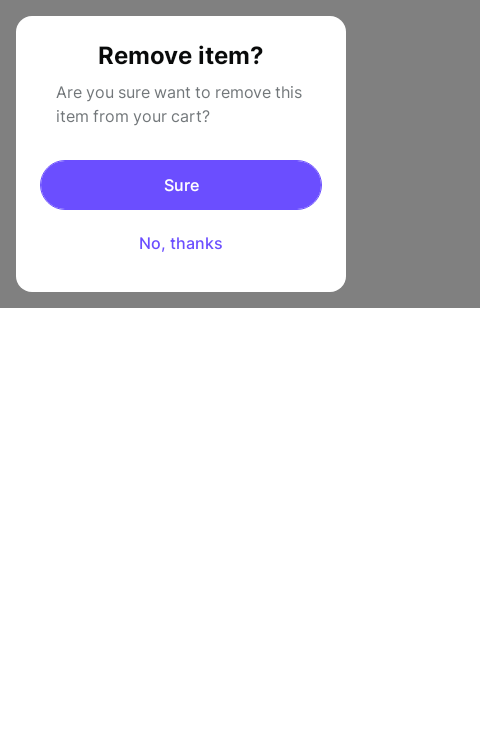 Remove item?
Are you sure want to remove this
item from your cart?
Sure
No, thanks